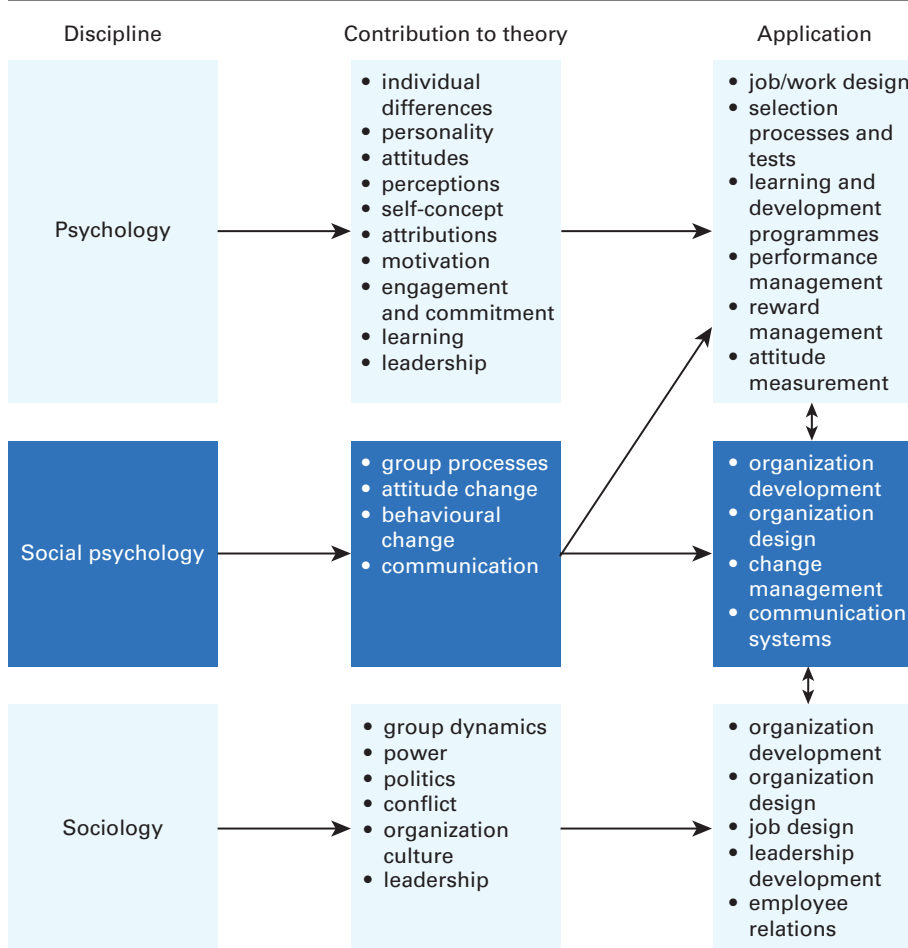 Discipline
Contribution to theory
Application
Psychology
• individual
differences
• personality
• attitudes
• perceptions
• self-concept
• attributions
• motivation
• engagement
and commitment
• learning
• leadership
• job/work design
• selection
processes and
tests
• learning and
development
programmes
• performance
management
• reward
management
• attitude
measurement
Social psychology
• group processes
• attitude change
• behavioural
change
• communication
• organization
development
• organization
design
• change
management
• communication
systems
Sociology
• group dynamics
• power
• politics
• conflict
• organization
culture
• leadership
• organization
development
• organization
design
• job design
• leadership
development
• employee
relations